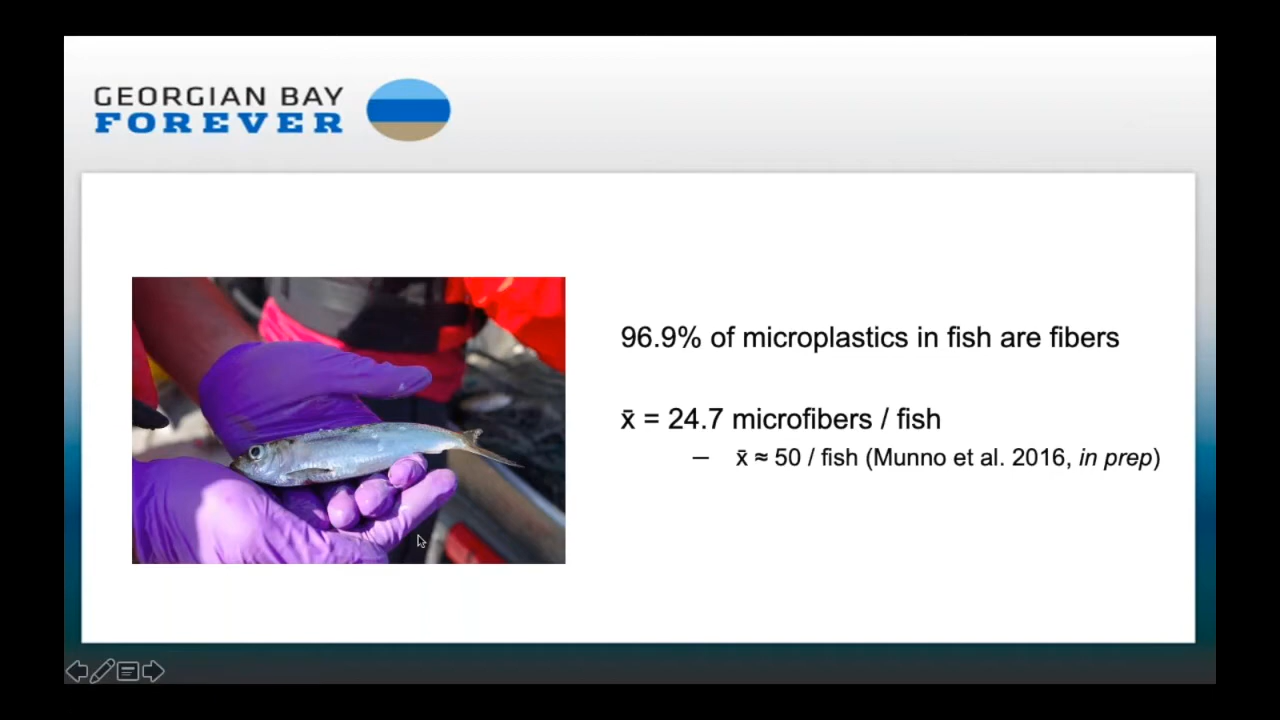 GEORGIAN BAY
FOREVER
96.9% of microplastics in fish are fibers
x̄ = 24.7 microfibers / fish
– x̄ ≈ 50 / fish (Munno et al. 2016, in prep)